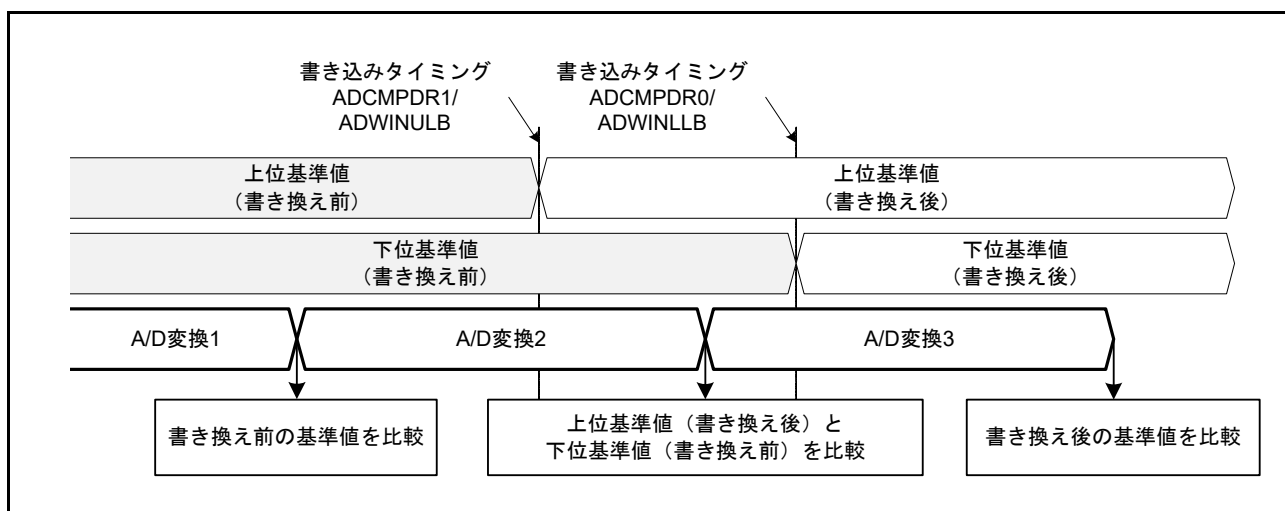 書き込みタイミング
ADCMPDR1/
ADWINULB
書き込みタイミング
ADCMPDR0/
ADWINLLB
上位基準値
（書き換え前）
上位基準値
（書き換え後）
下位基準値
（書き換え前）
下位基準値
（書き換え後）
A/D変換1
A/D変換2
A/D変換3
書き換え前の基準値を比較
上位基準値（書き換え後）と
下位基準値（書き換え前）を比較
書き換え後の基準値を比較